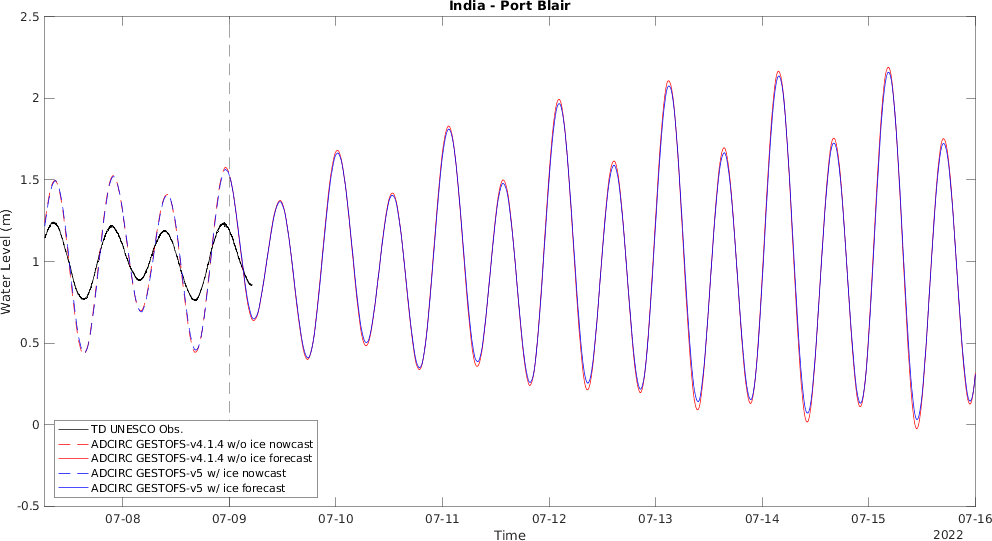 India - Port Blair
2.5
2
1.5
1
0.5
0
-0.5
Water Level (m)
TD UNESCO Obs.
ADCIRC GESTOFS-v4.1.4 w/o ice nowcast
ADCIRC GESTOFS-v4.1.4 w/o ice forecast
ADCIRC GESTOFS-v5 w/ ice nowcast
ADCIRC GESTOFS-v5 w/ ice forecast
07-08 07-09 07-10 07-11 07-12 07-13 07-14 07-15 07-16
Time
2022